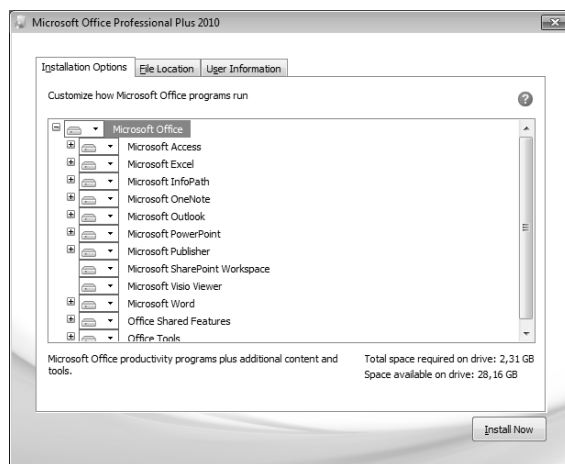 Microsoft Office Professional Plus 2010
Installation Options File Location User Information
Customize how Microsoft Office programs run
Microsoft Office
Microsoft Access
Microsoft Excel
Microsoft InfoPath
Microsoft OneNote
Microsoft Outlook
Microsoft PowerPoint
Microsoft Publisher
Microsoft SharePoint Workspace
Microsoft Visio Viewer
Microsoft Word
Office Shared Features
Office Tools
Microsoft Office productivity programs plus additional content and
tools.
Total space required on drive: 2,31 GB
Space available on drive: 28,16 GB
Install Now